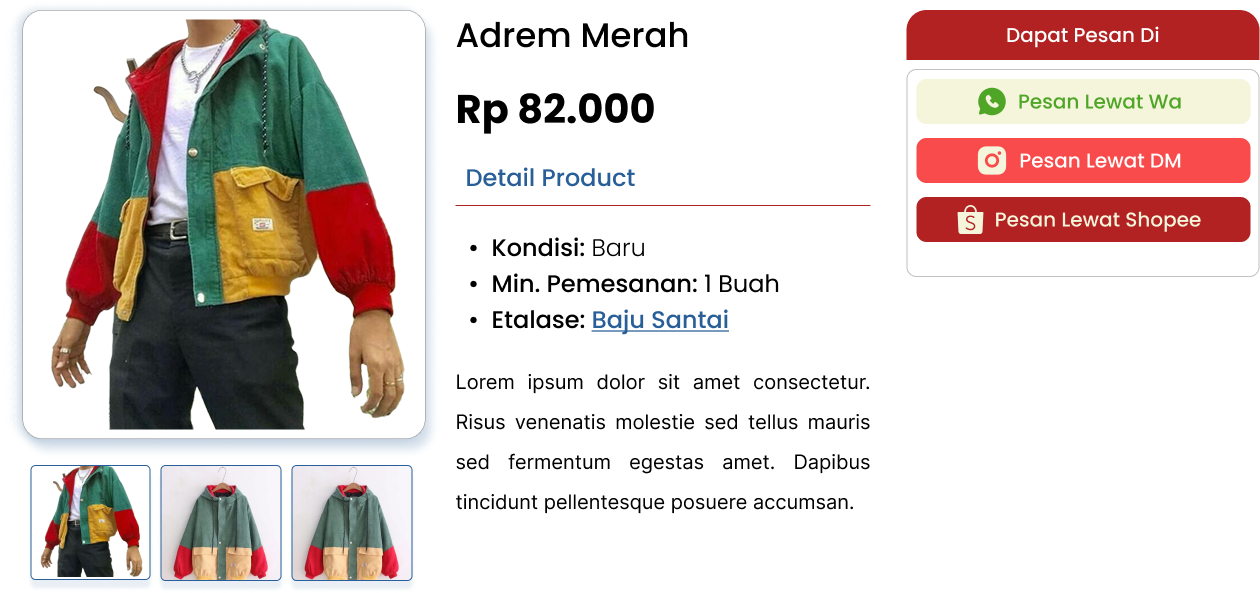 Adrem Merah
Rp 82.000
Detail Product
• Kondisi: Baru
• Min. Pemesanan: 1 Buah
• Etalase: Baju Santai
Lorem ipsum dolor sit amet consectetur.
Risus venenatis molestie sed tellus mauris
sed fermentum egestas amet. Dapibus
tincidunt pellentesque posuere accumsan.
Dapat Pesan Di
Pesan Lewat Wa
Pesan Lewat DM
Pesan Lewat Shopee